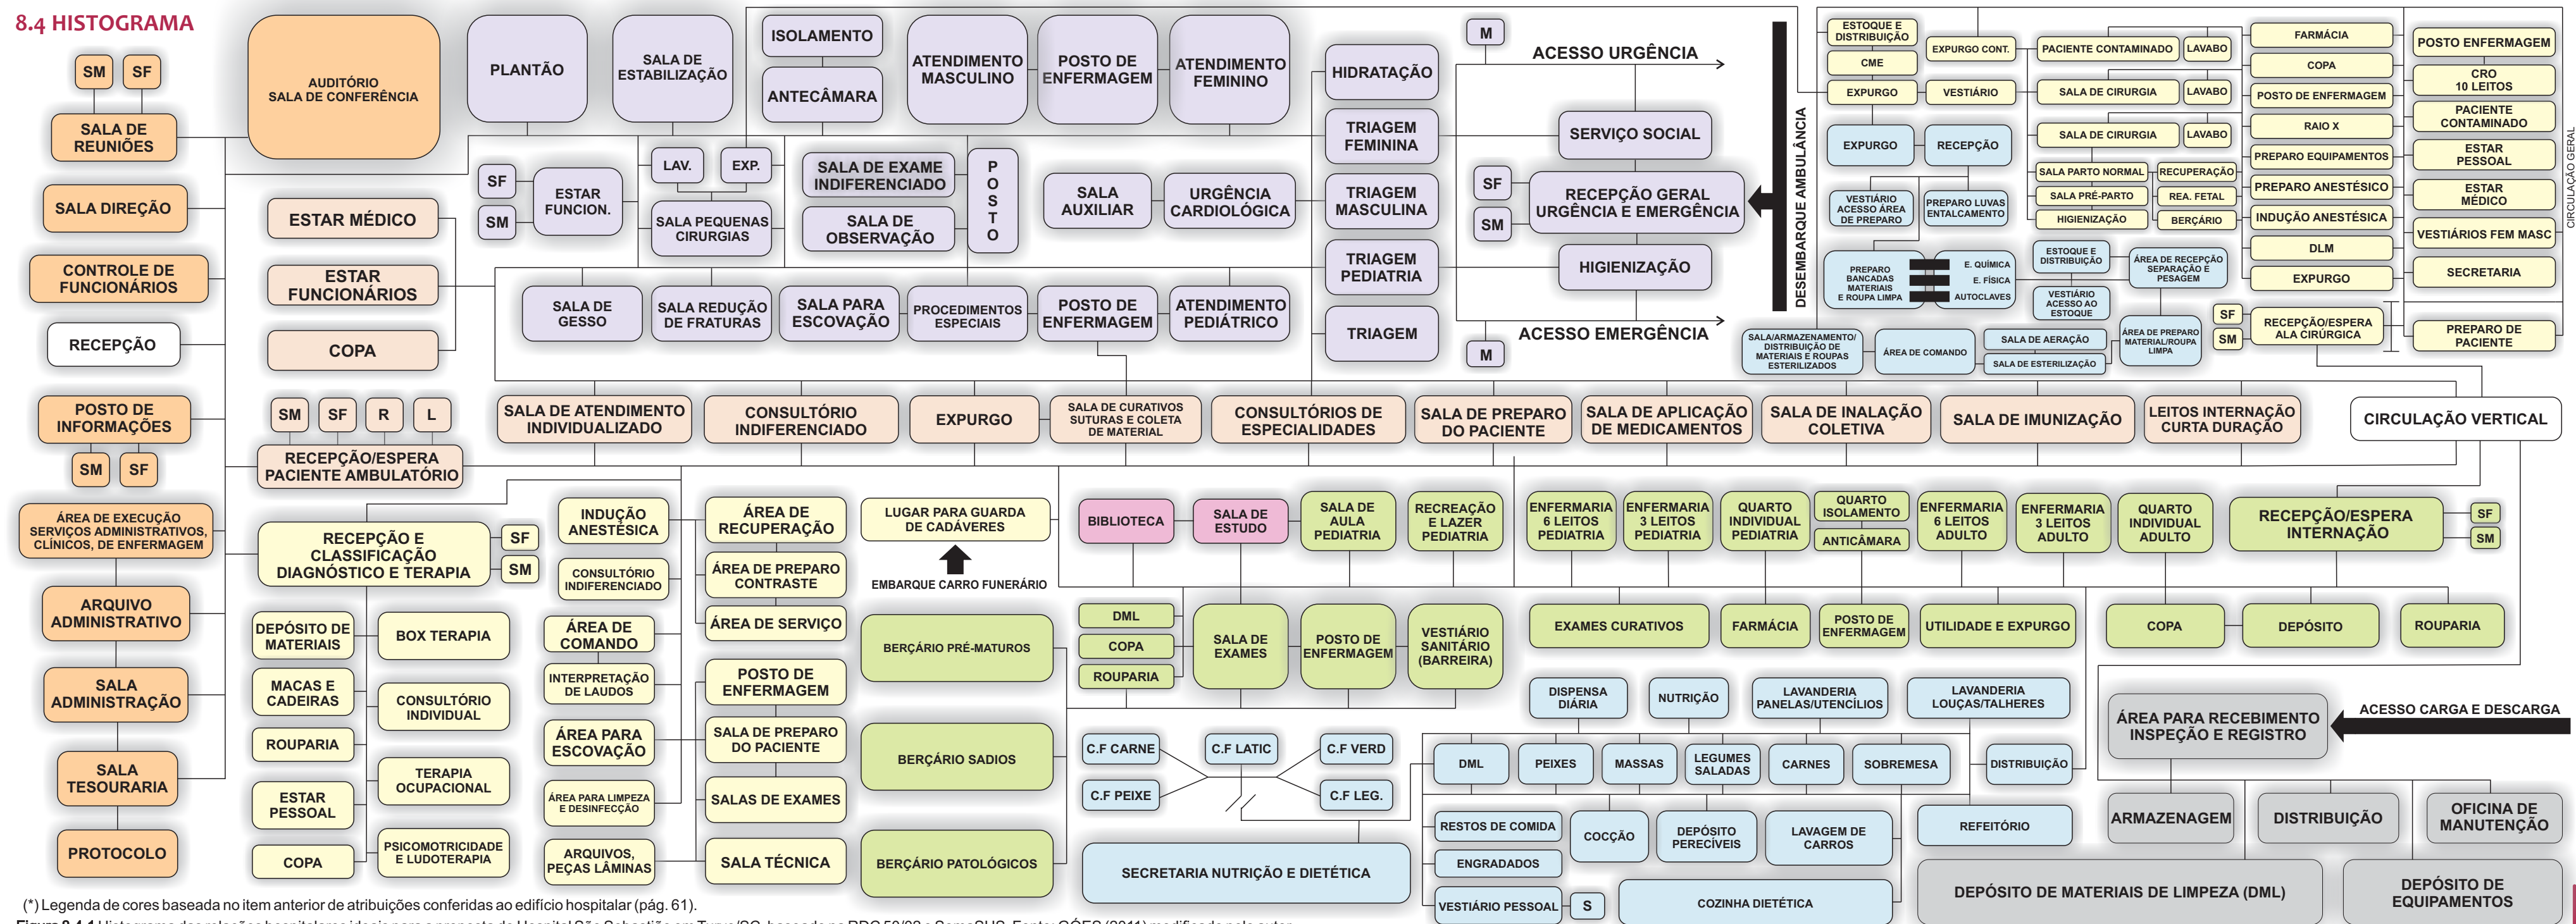 8.4 HISTOGRAMA
SM
SF
SALA DE
REUNIÕES
SALA DIREÇÃO
CONTROLE DE
FUNCIONÁRIOS
RECEPÇÃO
POSTO DE
INFORMAÇÕES
SM
SF
ÁREA DE EXECUÇÃO
SERVIÇOS ADMINISTRATIVOS,
CLÍNICOS, DE ENFERMAGEM
ARQUIVO
ADMINISTRATIVO
SALA
ADMINISTRAÇÃO
SALA
TESOURARIA
PROTOCOLO
AUDITÓRIO
SALA DE CONFERÊNCIA
ESTAR MÉDICO
ESTAR
FUNCIONÁRIOS
COPA
SM
SF
R
L
RECEPÇÃO/ESPERA
PACIENTE AMBULATÓRIO
PLANTÃO
SALA DE
ESTABILIZAÇÃO
ISOLAMENTO
ANTECÂMARA
ATENDIMENTO
MASCULINO
POSTO DE
ENFERMAGEM
ATENDIMENTO
FEMININO
SF
SM
ESTAR
FUNCION.
LAV.
EXP.
SALA PEQUENAS
CIRURGIAS
SALA DE EXAME
INDIFERENCIADO
SALA DE
OBSERVAÇÃO
P
O
S
T
O
SALA
AUXILIAR
URGÊNCIA
CARDIOLÓGICA
SALA DE
GESSO
SALA REDUÇÃO
DE FRATURAS
SALA PARA
ESCOVAÇÃO
PROCEDIMENTOS
ESPECIAIS
POSTO DE
ENFERMAGEM
ATENDIMENTO
PEDIÁTRICO
HIDRATAÇÃO
TRIAGEM
FEMININA
TRIAGEM
MASCULINA
TRIAGEM
PEDIATRIA
TRIAGEM
M
ACESSO URGÊNCIA
SERVIÇO SOCIAL
SF
SM
RECEPÇÃO GERAL
URGÊNCIA E EMERGÊNCIA
HIGIENIZAÇÃO
ACESSO EMERGÊNCIA
M
DESEMBARQUE AMBULÂNCIA
ESTOQUE E
DISTRIBUIÇÃO
CME
EXPURGO
EXPURGO CONT.
VESTIÁRIO
PACIENTE CONTAMINADO
LAVABO
SALA DE CIRURGIA
LAVABO
SALA DE CIRURGIA
LAVABO
SALA PARTO NORMAL
RECUPERAÇÃO
SALA PRÉ-PARTO
REA. FETAL
HIGIENIZAÇÃO
BERÇÁRIO
FARMÁCIA
COPA
POSTO DE ENFERMAGEM
RAIO X
PREPARO EQUIPAMENTOS
PREPARO ANESTÉSICO
INDUÇÃO ANESTÉSICA
DLM
EXPURGO
SF
SM
RECEPÇÃO/ESPERA
ALA CIRÚRGICA
POSTO ENFERMAGEM
CRO
10 LEITOS
PACIENTE
CONTAMINADO
ESTAR
PESSOAL
ESTAR
MÉDICO
VESTIÁRIOS FEM MASC
SECRETARIA
PREPARO DE
PACIENTE
CIRCULAÇÃO GERAL
EXPURGO
RECEPÇÃO
VESTIÁRIO
ACESSO ÁREA
DE PREPARO
PREPARO LUVAS
ENTALCAMENTO
PREPARO
BANCADAS
MATERIAIS
E ROUPA LIMPA
E. QUÍMICA
E. FÍSICA
AUTOCLAVES
ESTOQUE E
DISTRIBUIÇÃO
VESTIÁRIO
ACESSO AO
ESTOQUE
ÁREA DE RECEPÇÃO
SEPARAÇÃO E
PESAGEM
SALA/ARMAZENAMENTO/
DISTRIBUIÇÃO DE
MATERIAIS E ROUPAS
ESTERILIZADOS
ÁREA DE COMANDO
SALA DE AERAÇÃO
SALA DE ESTERILIZAÇÃO
ÁREA DE PREPARO
MATERIAL/ROUPA
LIMPA
SALA DE ATENDIMENTO
INDIVIDUALIZADO
CONSULTÓRIO
INDIFERENCIADO
EXPURGO
SALA DE CURATIVOS
SUTURAS E COLETA
DE MATERIAL
CONSULTÓRIOS DE
ESPECIALIDADES
SALA DE PREPARO
DO PACIENTE
SALA DE APLICAÇÃO
DE MEDICAMENTOS
SALA DE INALAÇÃO
COLETIVA
SALA DE IMUNIZAÇÃO
LEITOS INTERNAÇÃO
CURTA DURAÇÃO
CIRCULAÇÃO VERTICAL
RECEPÇÃO E
CLASSIFICAÇÃO
DIAGNÓSTICO E TERAPIA
SF
SM
DEPÓSITO DE
MATERIAIS
MACAS E
CADEIRAS
ROUPARIA
ESTAR
PESSOAL
COPA
BOX TERAPIA
CONSULTÓRIO
INDIVIDUAL
TERAPIA
OCUPACIONAL
PSICOMOTRICIDADE
E LUDOTERAPIA
INDUÇÃO
ANESTÉSICA
CONSULTÓRIO
INDIFERENCIADO
ÁREA DE
COMANDO
INTERPRETAÇÃO
DE LAUDOS
ÁREA PARA
ESCOVAÇÃO
ÁREA PARA LIMPEZA
E DESINFECÇÃO
ARQUIVOS,
PEÇAS LÂMINAS
ÁREA DE
RECUPERAÇÃO
ÁREA DE PREPARO
CONTRASTE
ÁREA DE SERVIÇO
POSTO DE
ENFERMAGEM
SALA DE PREPARO
DO PACIENTE
SALAS DE EXAMES
SALA TÉCNICA
LUGAR PARA GUARDA
DE CADÁVERES
EMBARQUE CARRO FUNERÁRIO
BERÇÁRIO PRÉ-MATUROS
BERÇÁRIO SADIOS
BERÇÁRIO PATOLÓGICOS
BIBLIOTECA
SALA DE
ESTUDO
SALA DE
AULA
PEDIATRIA
RECREAÇÃO
E LAZER
PEDIATRIA
DML
COPA
ROUPARIA
SALA DE
EXAMES
POSTO DE
ENFERMAGEM
VESTIÁRIO
SANITÁRIO
(BARREIRA)
ENFERMARIA
6 LEITOS
PEDIATRIA
ENFERMARIA
3 LEITOS
PEDIATRIA
QUARTO
INDIVIDUAL
PEDIATRIA
QUARTO
ISOLAMENTO
ANTICÂMARA
ENFERMARIA
6 LEITOS
ADULTO
ENFERMARIA
3 LEITOS
ADULTO
QUARTO
INDIVIDUAL
ADULTO
RECEPÇÃO/ESPERA
INTERNAÇÃO
SF
SM
EXAMES CURATIVOS
FARMÁCIA
POSTO DE
ENFERMAGEM
UTILIDADE E EXPURGO
COPA
DEPÓSITO
ROUPARIA
C.F CARNE
C.F LATIC
C.F VERD
C.F PEIXE
C.F LEG.
SECRETARIA NUTRIÇÃO E DIETÉTICA
DISPENSA
DIÁRIA
NUTRIÇÃO
LAVANDERIA
PANELAS/UTENCÍLIOS
LAVANDERIA
LOUÇAS/TALHERES
DML
PEIXES
MASSAS
LEGUMES
SALADAS
CARNES
SOBREMESA
DISTRIBUIÇÃO
RESTOS DE COMIDA
ENGRADADOS
VESTIÁRIO PESSOAL
S
COCÇÃO
DEPÓSITO
PERECÍVEIS
LAVAGEM DE
CARROS
COZINHA DIETÉTICA
REFEITÓRIO
ÁREA PARA RECEBIMENTO
INSPEÇÃO E REGISTRO
ACESSO CARGA E DESCARGA
ARMAZENAGEM
DISTRIBUIÇÃO
OFICINA DE
MANUTENÇÃO
DEPÓSITO DE MATERIAIS DE LIMPEZA (DML)
DEPÓSITO DE
EQUIPAMENTOS
(*) Legenda de cores baseada no item anterior de atribuições conferidas ao edifício hospitalar (pág. 61).